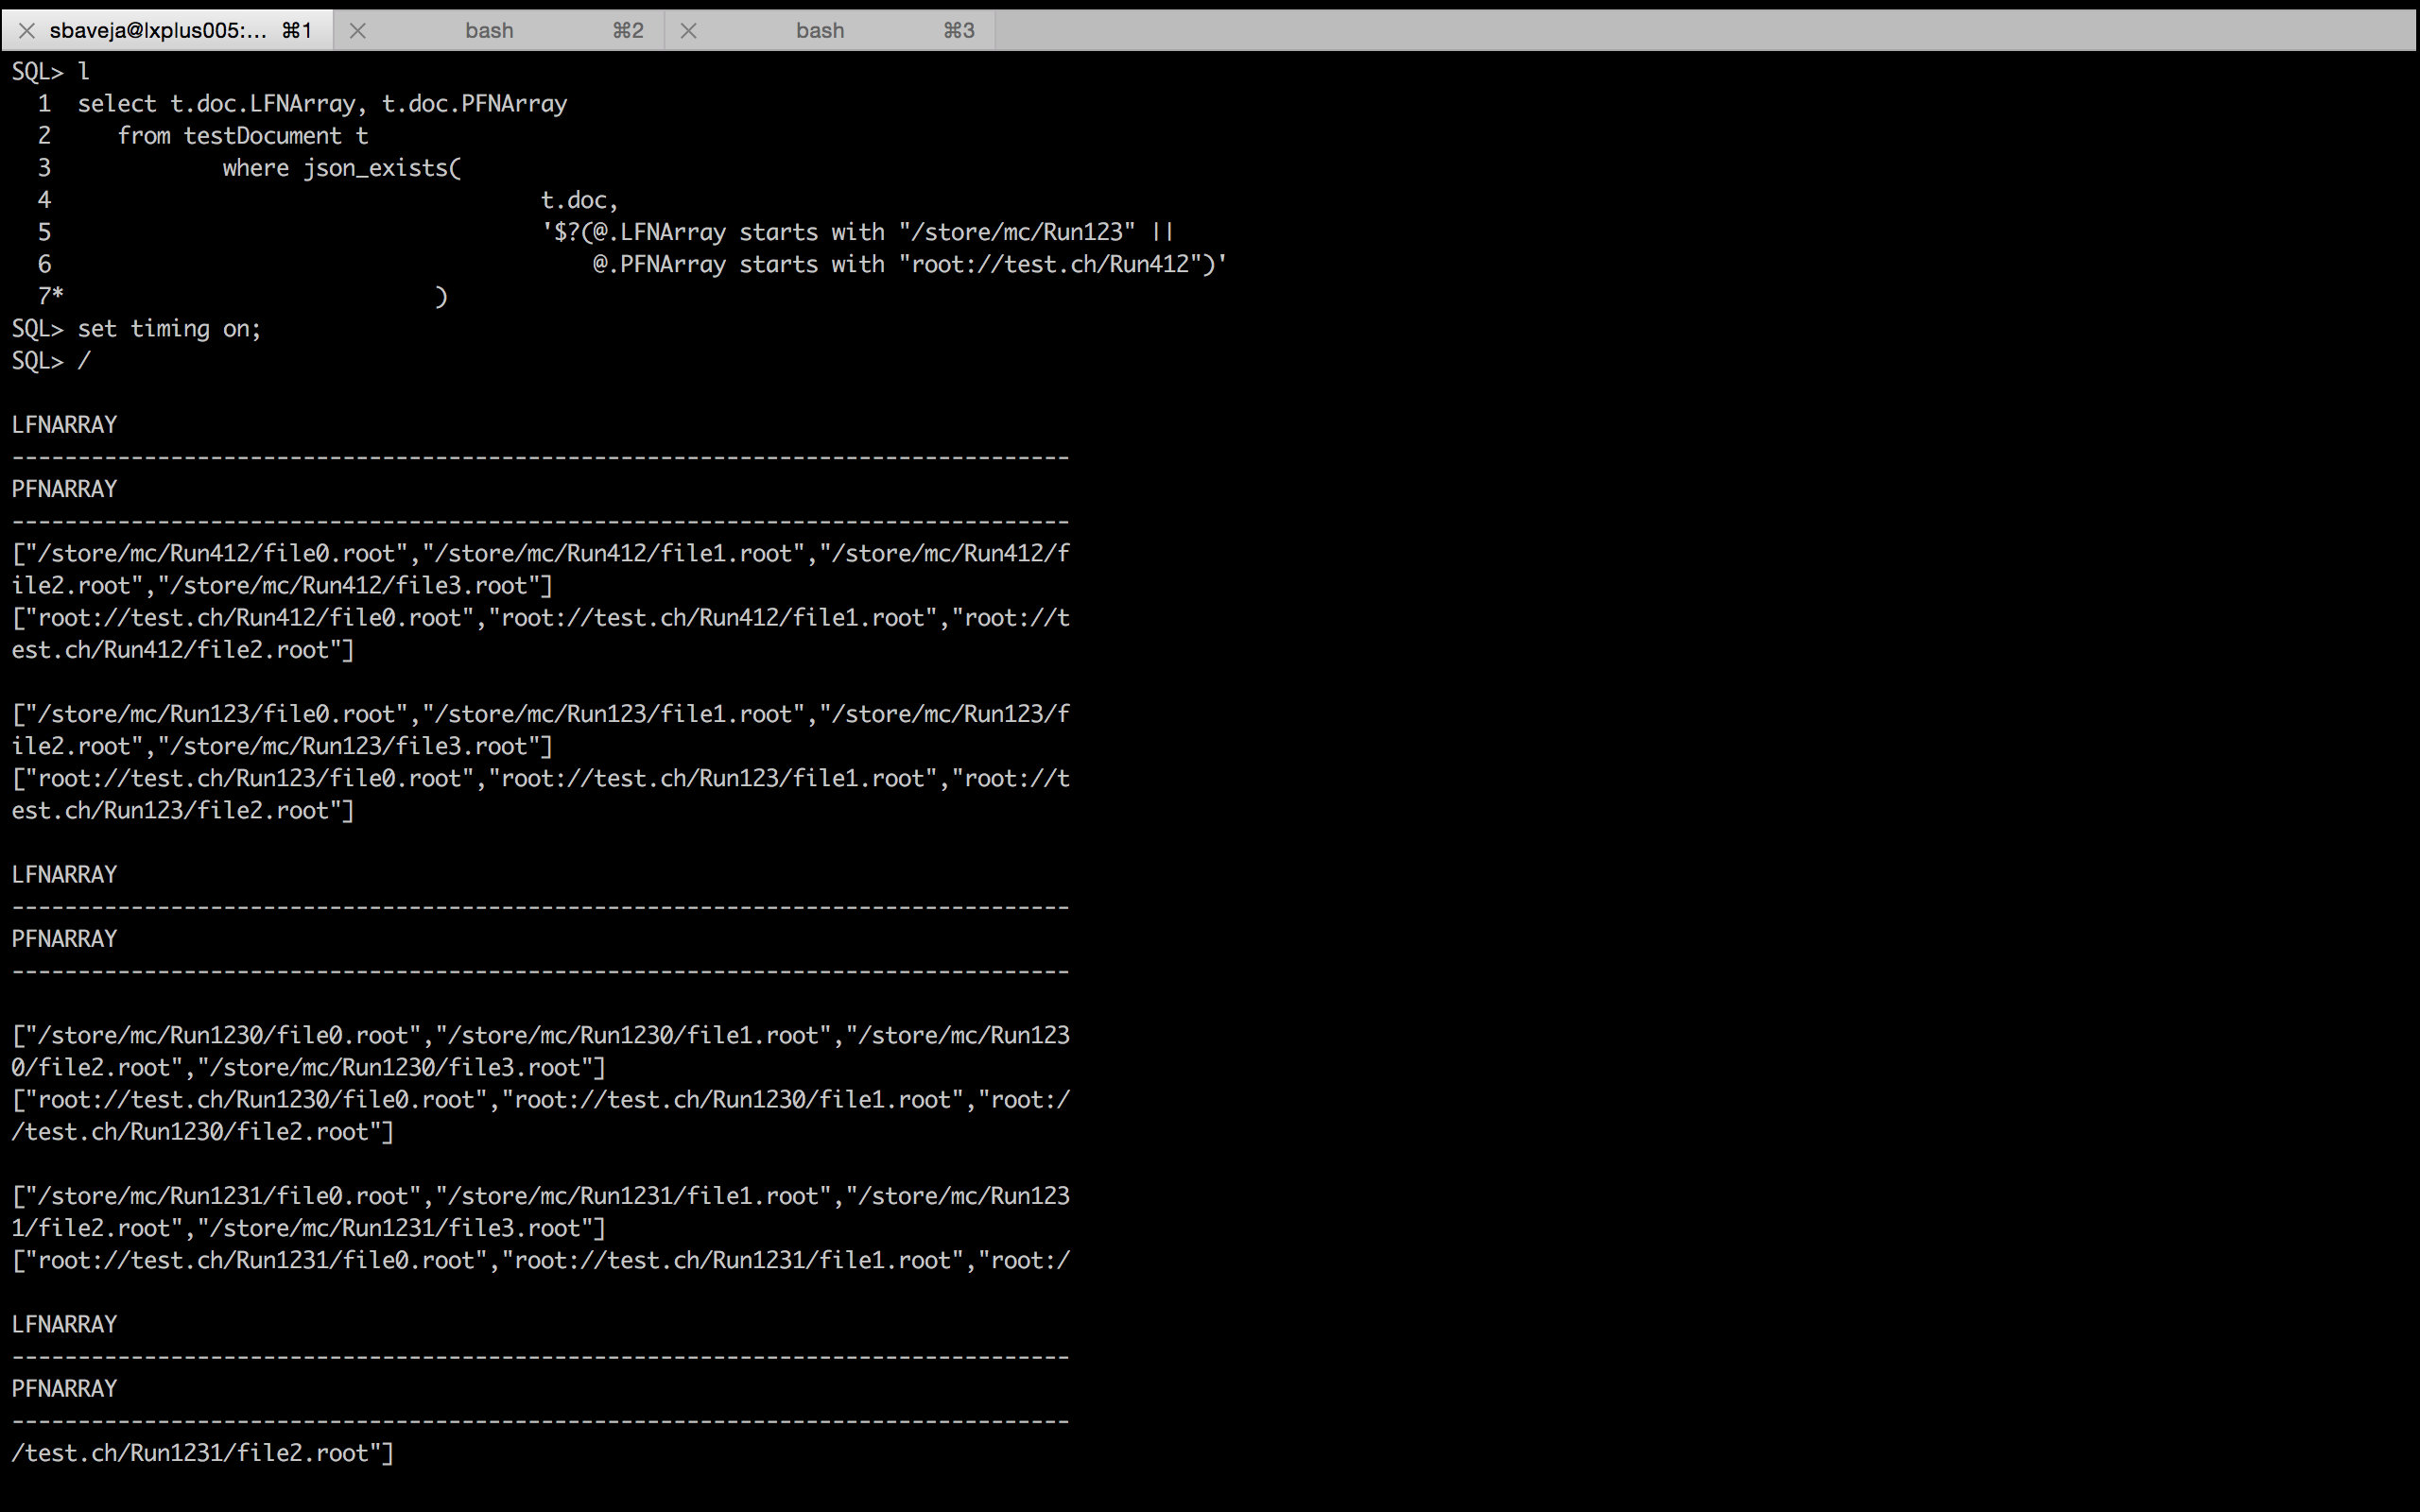 sbaveja@lxplus005:... ⌘1 bash ⌘2 bash ⌘3
SQL> l
  1  select t.doc.LFNArray, t.doc.PFNArray
  2     from testDocument t
  3             where json_exists(
  4                                     t.doc,
  5                                     '$?(@.LFNArray starts with "/store/mc/Run123" ||
  6                                         @.PFNArray starts with "root://test.ch/Run412")'
  7*                            )
SQL> set timing on;
SQL> /
LFNARRAY
--------------------------------------------------------------------------------
PFNARRAY
--------------------------------------------------------------------------------
["/store/mc/Run412/file0.root","/store/mc/Run412/file1.root","/store/mc/Run412/f
ile2.root","/store/mc/Run412/file3.root"]
["root://test.ch/Run412/file0.root","root://test.ch/Run412/file1.root","root://t
est.ch/Run412/file2.root"]
["/store/mc/Run123/file0.root","/store/mc/Run123/file1.root","/store/mc/Run123/f
ile2.root","/store/mc/Run123/file3.root"]
["root://test.ch/Run123/file0.root","root://test.ch/Run123/file1.root","root://t
est.ch/Run123/file2.root"]
LFNARRAY
--------------------------------------------------------------------------------
PFNARRAY
--------------------------------------------------------------------------------
["/store/mc/Run1230/file0.root","/store/mc/Run1230/file1.root","/store/mc/Run123
0/file2.root","/store/mc/Run1230/file3.root"]
["root://test.ch/Run1230/file0.root","root://test.ch/Run1230/file1.root","root:/
/test.ch/Run1230/file2.root"]
["/store/mc/Run1231/file0.root","/store/mc/Run1231/file1.root","/store/mc/Run123
1/file2.root","/store/mc/Run1231/file3.root"]
["root://test.ch/Run1231/file0.root","root://test.ch/Run1231/file1.root","root:/
LFNARRAY
--------------------------------------------------------------------------------
PFNARRAY
--------------------------------------------------------------------------------
/test.ch/Run1231/file2.root"]